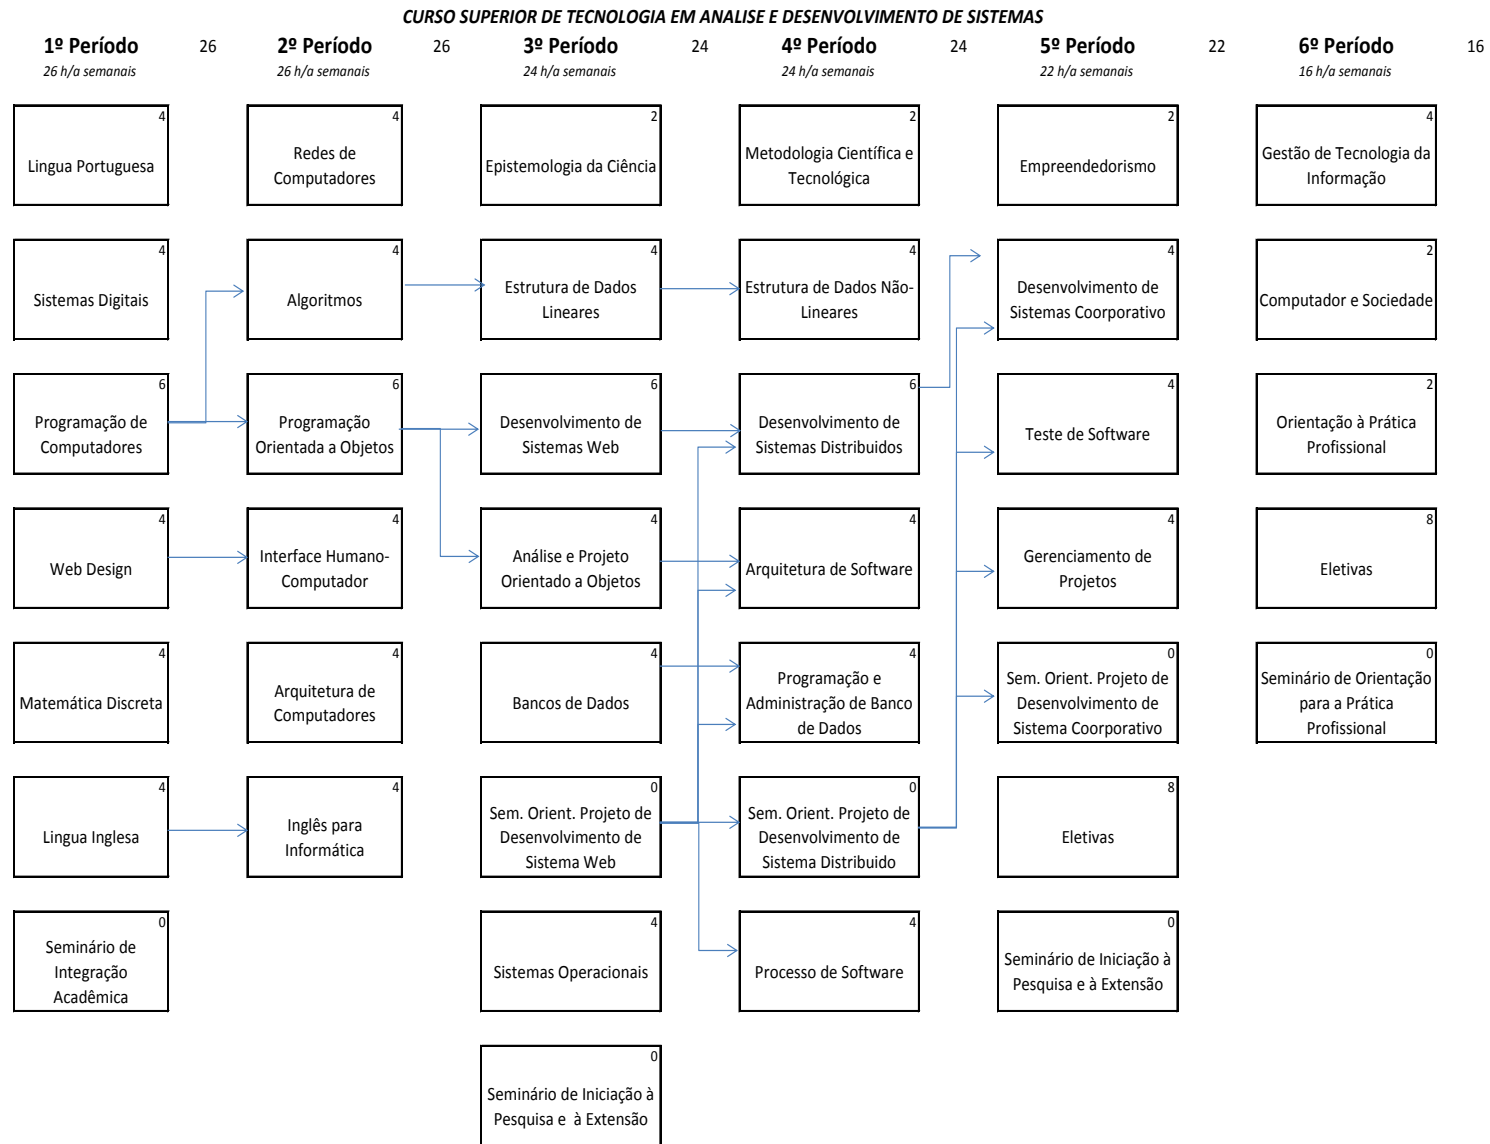 CURSO SUPERIOR DE TECNOLOGIA EM ANALISE E DESENVOLVIMENTO DE SISTEMAS
1º Período 26 2º Período 26 3º Período 24 4º Período 24 5º Período 22 6º Período 16
26 h/a semanais 26 h/a semanais 24 h/a semanais 24 h/a semanais 22 h/a semanais 16 h/a semanais
4
Lingua Portuguesa
4
Redes de
Computadores
2
Epistemologia da Ciência
2
Metodologia Científica e
Tecnológica
2
Empreendedorismo
4
Gestão de Tecnologia da
Informação
4
Sistemas Digitais
4
Algoritmos
4
Estrutura de Dados
Lineares
4
Estrutura de Dados Não-
Lineares
4
Desenvolvimento de
Sistemas Coorporativo
2
Computador e Sociedade
6
Programação de
Computadores
6
Programação
Orientada a Objetos
6
Desenvolvimento de
Sistemas Web
6
Desenvolvimento de
Sistemas Distribuidos
4
Teste de Software
2
Orientação à Prática
Profissional
4
Web Design
4
Interface Humano-
Computador
4
Análise e Projeto
Orientado a Objetos
4
Arquitetura de Software
4
Gerenciamento de
Projetos
8
Eletivas
4
Matemática Discreta
4
Arquitetura de
Computadores
4
Bancos de Dados
4
Programação e
Administração de Banco
de Dados
0
Sem. Orient. Projeto de
Desenvolvimento de
Sistema Coorporativo
0
Seminário de Orientação
para a Prática
Profissional
4
Lingua Inglesa
4
Inglês para
Informática
0
Sem. Orient. Projeto de
Desenvolvimento de
Sistema Web
0
Sem. Orient. Projeto de
Desenvolvimento de
Sistema Distribuido
8
Eletivas
0
Seminário de
Integração
Acadêmica
4
Sistemas Operacionais
4
Processo de Software
0
Seminário de Iniciação à
Pesquisa e à Extensão
0
Seminário de Iniciação à
Pesquisa e à Extensão